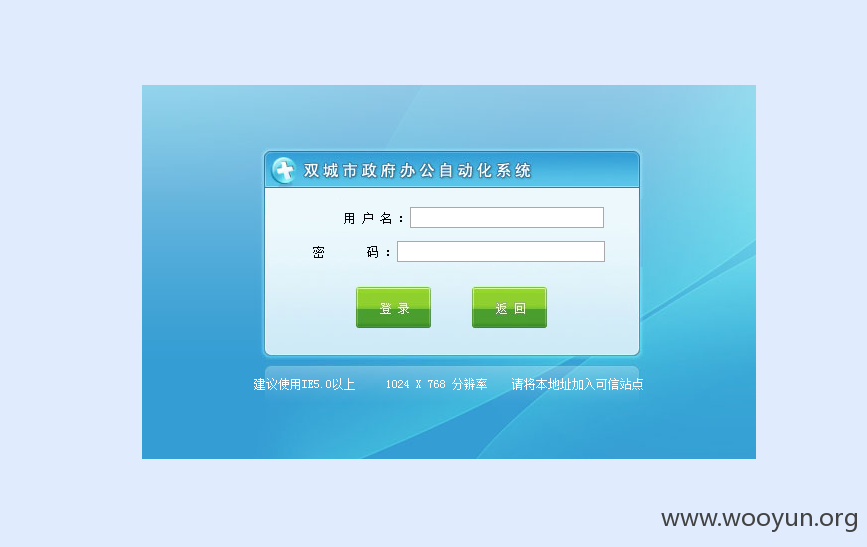 双城市政府办公自动化系统
用户名：
密码：
登录 返回
建议使用IE5.0以上 1024 X 768 分辨率 请将本地址加入可信站点
www.wooyun.org